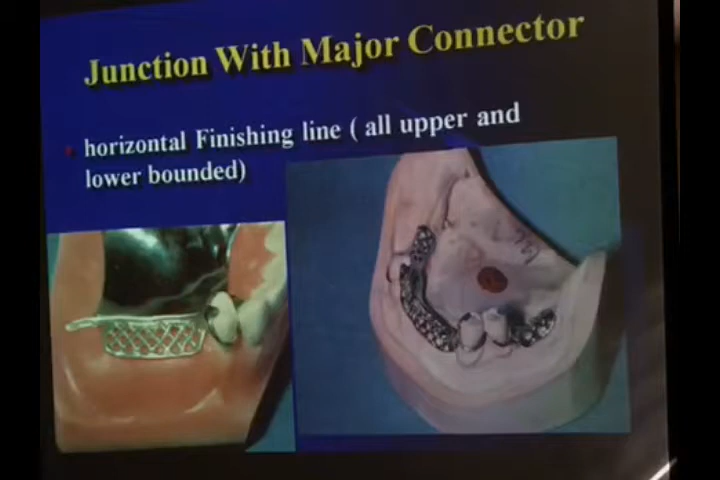 Junction With Major Connector
horizontal Finishing line ( all upper and
lower bounded)